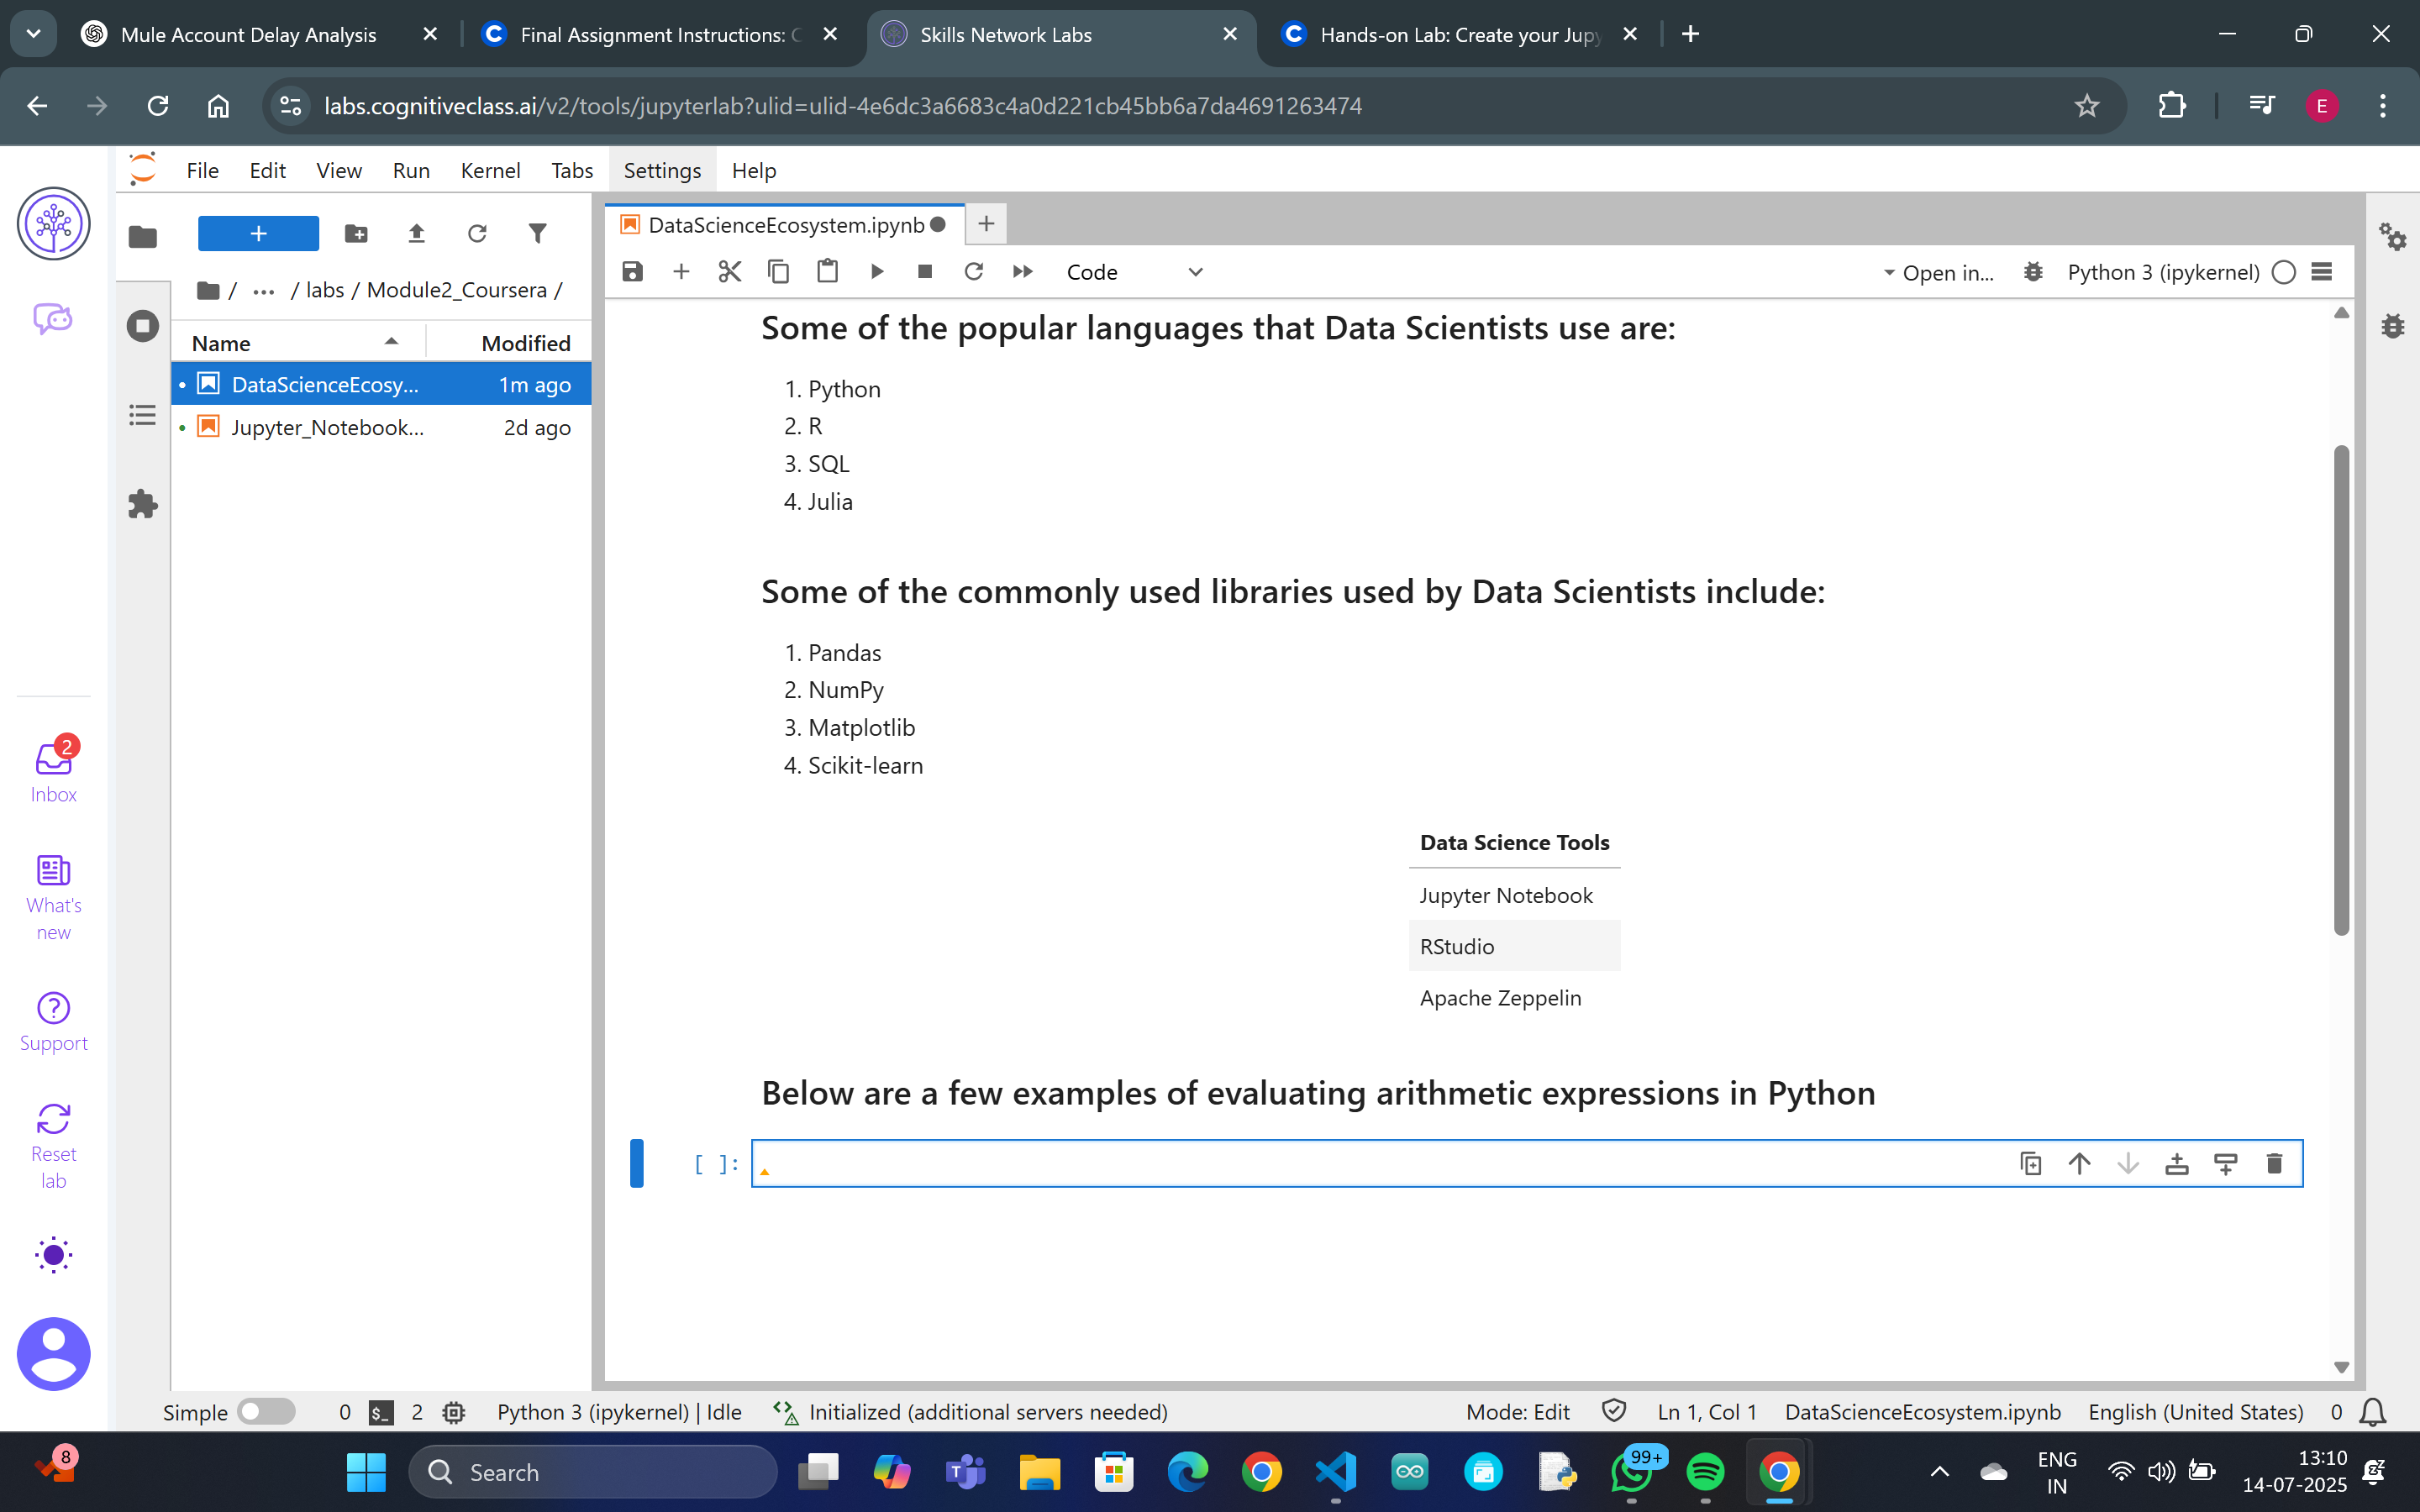 Mule Account Delay Analysis
Final Assignment Instructions: C
Skills Network Labs
Hands-on Lab: Create your Jupy
labs.cognitiveclass.ai/v2/tools/jupyterlab?ulid=ulid-4e6dc3a6683c4a0d221cb45bb6a7da4691263474
E
File Edit View Run Kernel Tabs Settings Help
/ ... / labs / Module2_Coursera /
Name Modified
DataScienceEcosy... 1m ago
Jupyter_Notebook... 2d ago
2
Inbox
What's
new
Support
Reset
lab
DataScienceEcosystem.ipynb
Code
Open in...
Python 3 (ipykernel)
Some of the popular languages that Data Scientists use are:
1. Python
2. R
3. SQL
4. Julia
Some of the commonly used libraries used by Data Scientists include:
1. Pandas
2. NumPy
3. Matplotlib
4. Scikit-learn
Data Science Tools
Jupyter Notebook
RStudio
Apache Zeppelin
Below are a few examples of evaluating arithmetic expressions in Python
[ ]:
Simple 0 $_ 2 Python 3 (ipykernel) | Idle Initialized (additional servers needed) Mode: Edit Ln 1, Col 1 DataScienceEcosystem.ipynb English (United States) 0
8
Search
99+
ENG
IN
13:10
14-07-2025